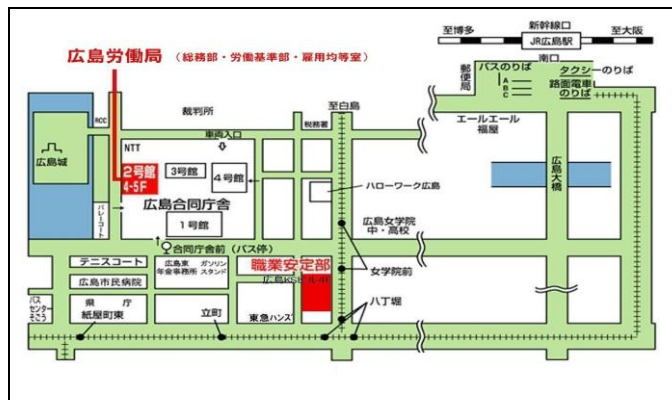 広島労働局 (総務部・労働基準部・雇用均等室)
新幹線口
至博多
JR広島駅
至大阪
南口
郵便局
バスのりば
A
B
C
タクシーのりば
路面電車
のりば
エールエール
福屋
裁判所
至白島
RCC
車両入口
税務署
NTT
広島城
2号館
4-5F
3号館
4号館
ハローワーク広島
広島大橋
広島合同庁舎
1号館
バレーコート
広島女学院
中・高校
合同庁舎前(バス停)
テニスコート
広島東
年金事務所
ガソリン
スタンド
職業安定部
女学院前
広島市民病院
バス
センター
そごう
県庁
紙屋町東
立町
東急ハンズ
八丁堀